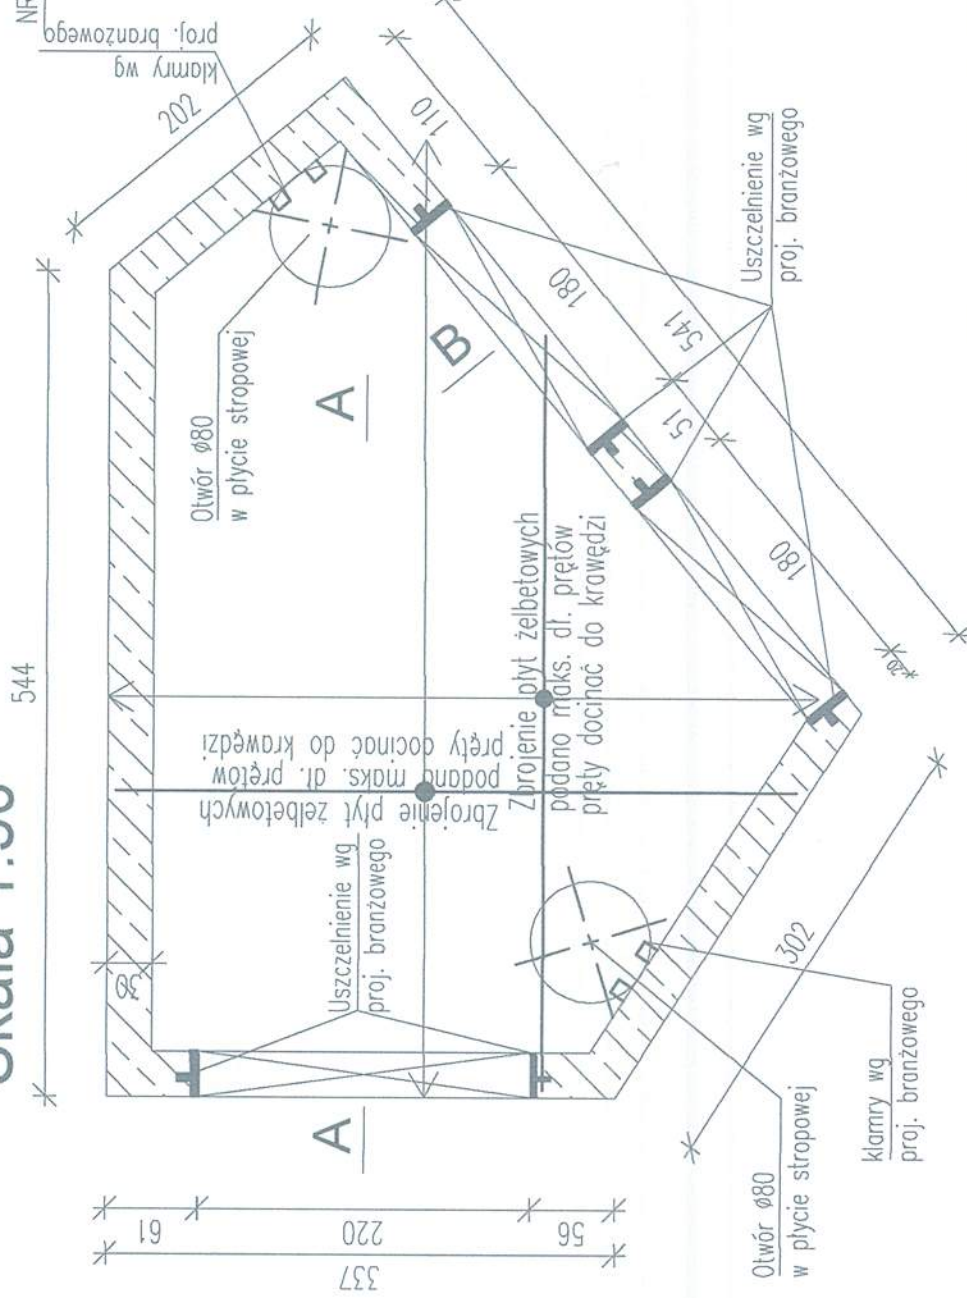 NR
klamry wg
proj. branżowego
202
110
544
Otwór ø80
w płycie stropowej
A
B
Uszczelnienie wg
proj. branżowego
180
541
51
180
20
Zbrojenie płyt żelbetowych
podano maks. dł. prętów
pręty docinać do krawędzi
Zbrojenie płyt żelbetowych
podano maks. dł. prętów
pręty docinać do krawędzi
30
Uszczelnienie wg
proj. branżowego
A
302
klamry wg
proj. branżowego
Otwór ø80
w płycie stropowej
61
220
56
337